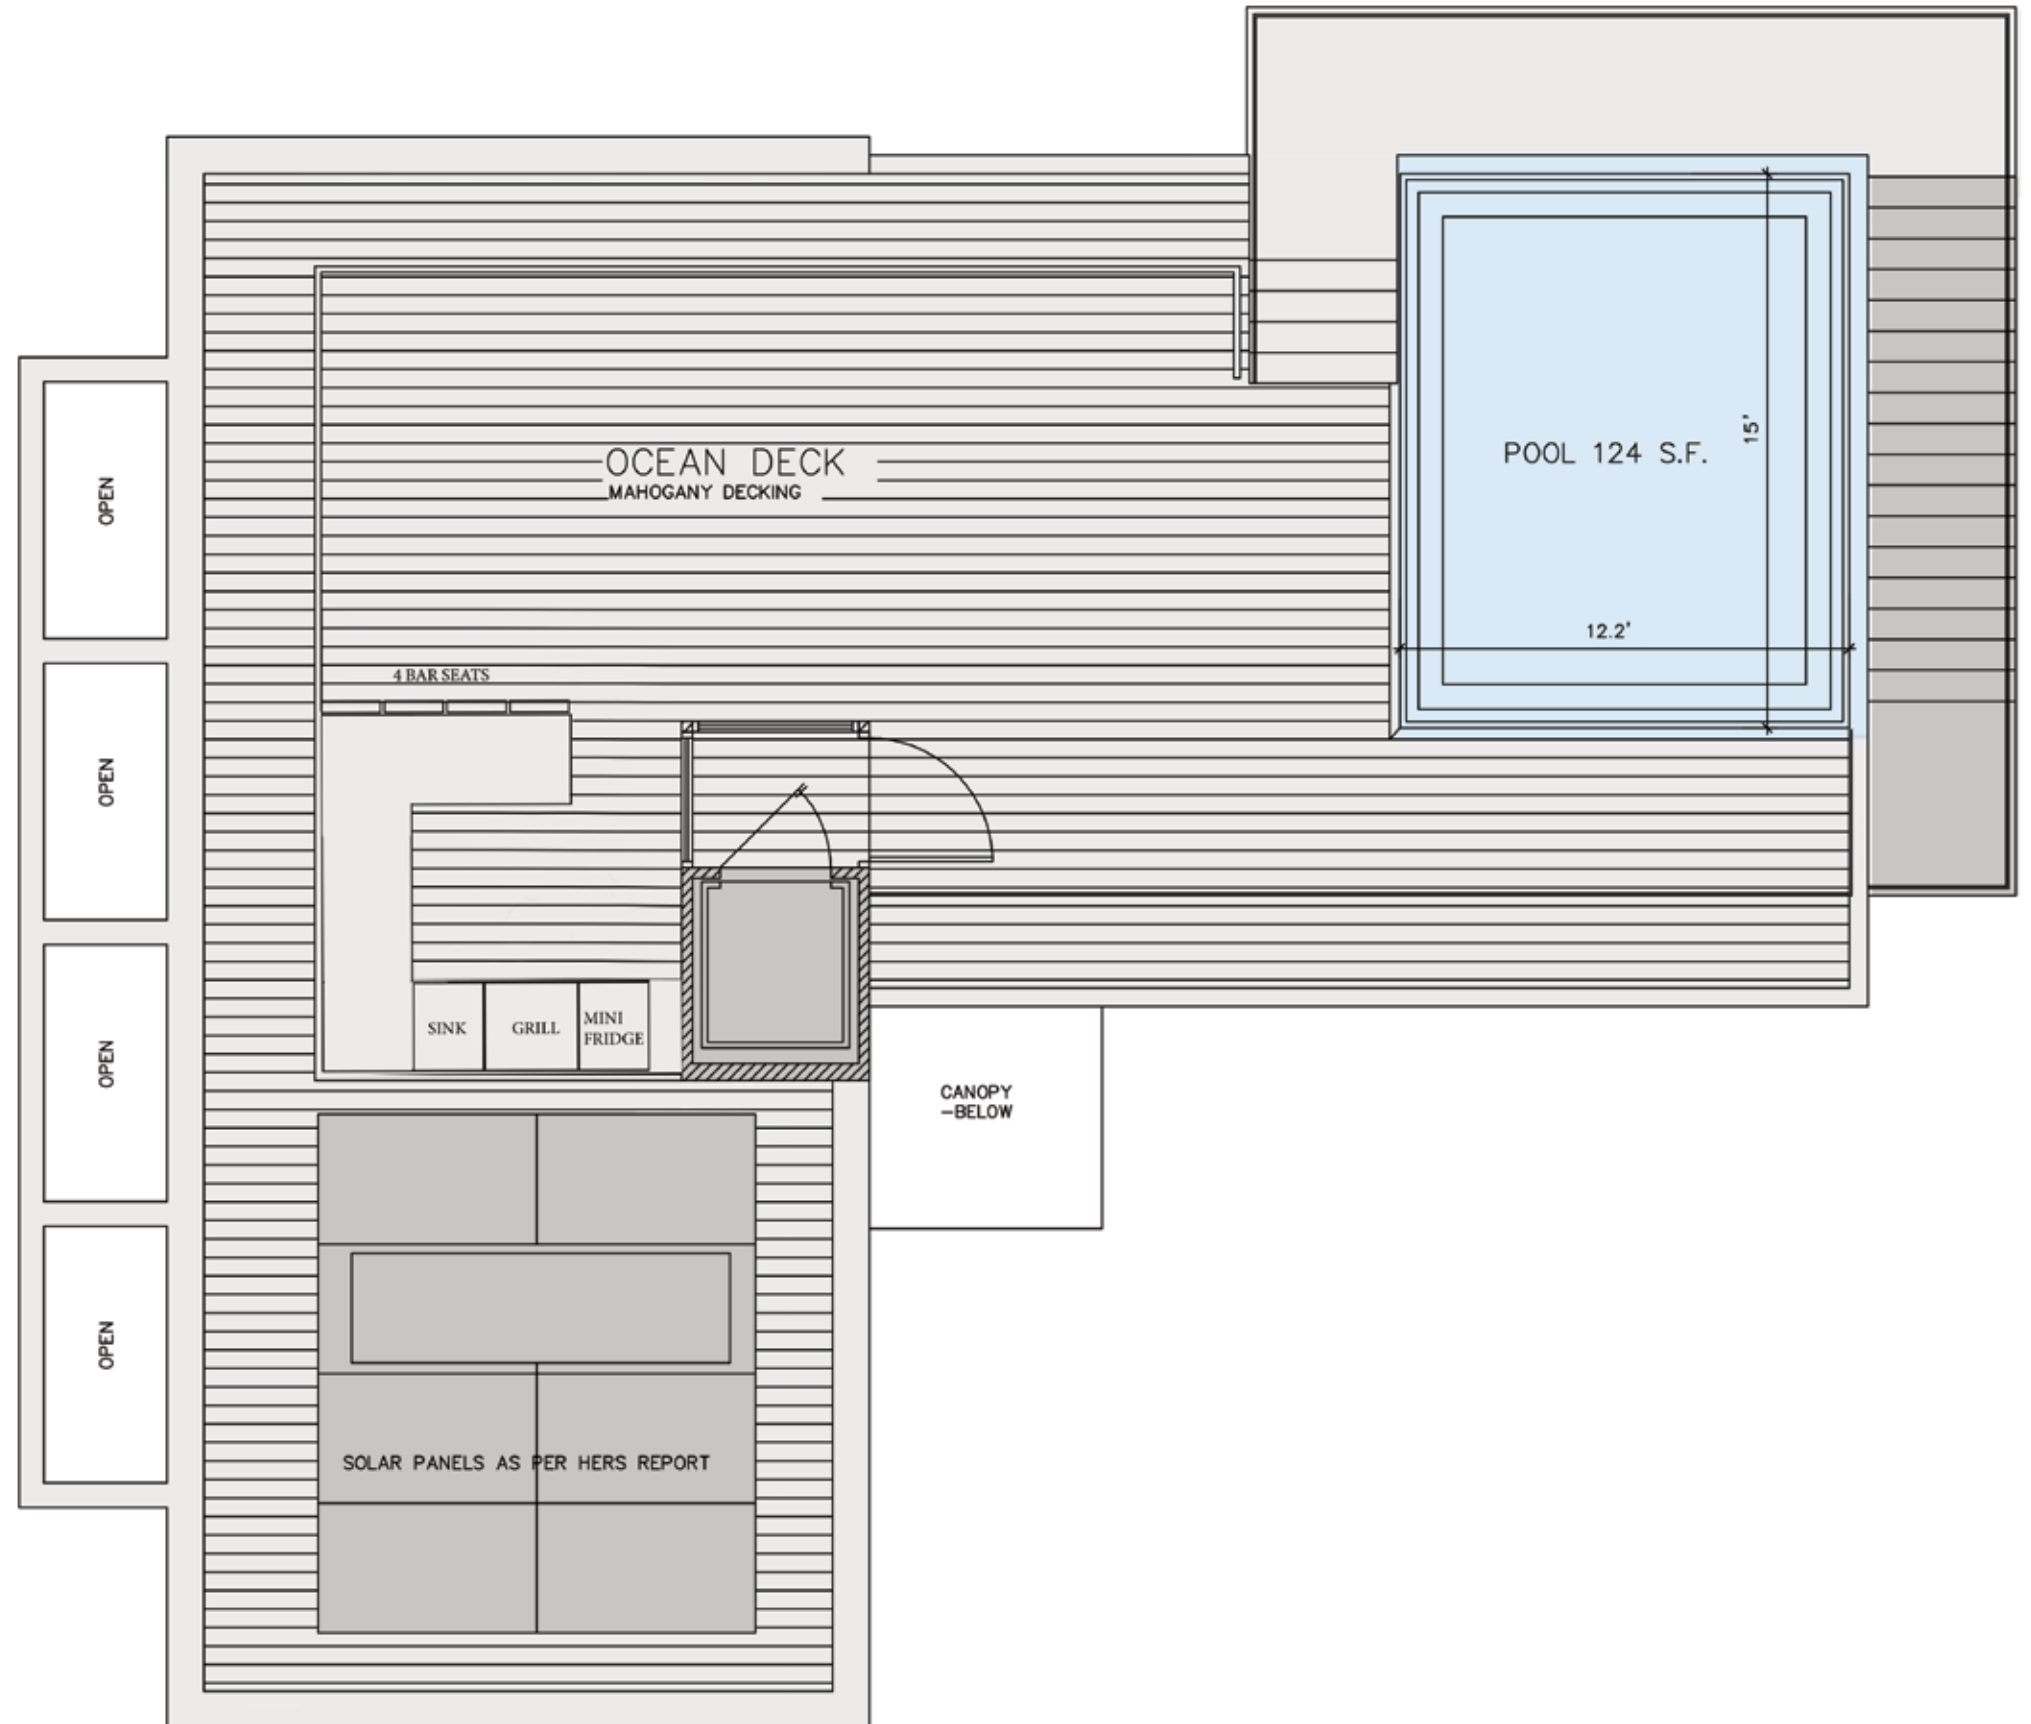 OCEAN DECK
MAHOGANY DECKING
POOL 124 S.F.
15'
12.2'
OPEN
OPEN
OPEN
OPEN
4 BAR SEATS
SINK
GRILL
MINI
FRIDGE
CANOPY
-BELOW
SOLAR PANELS AS PER HERS REPORT